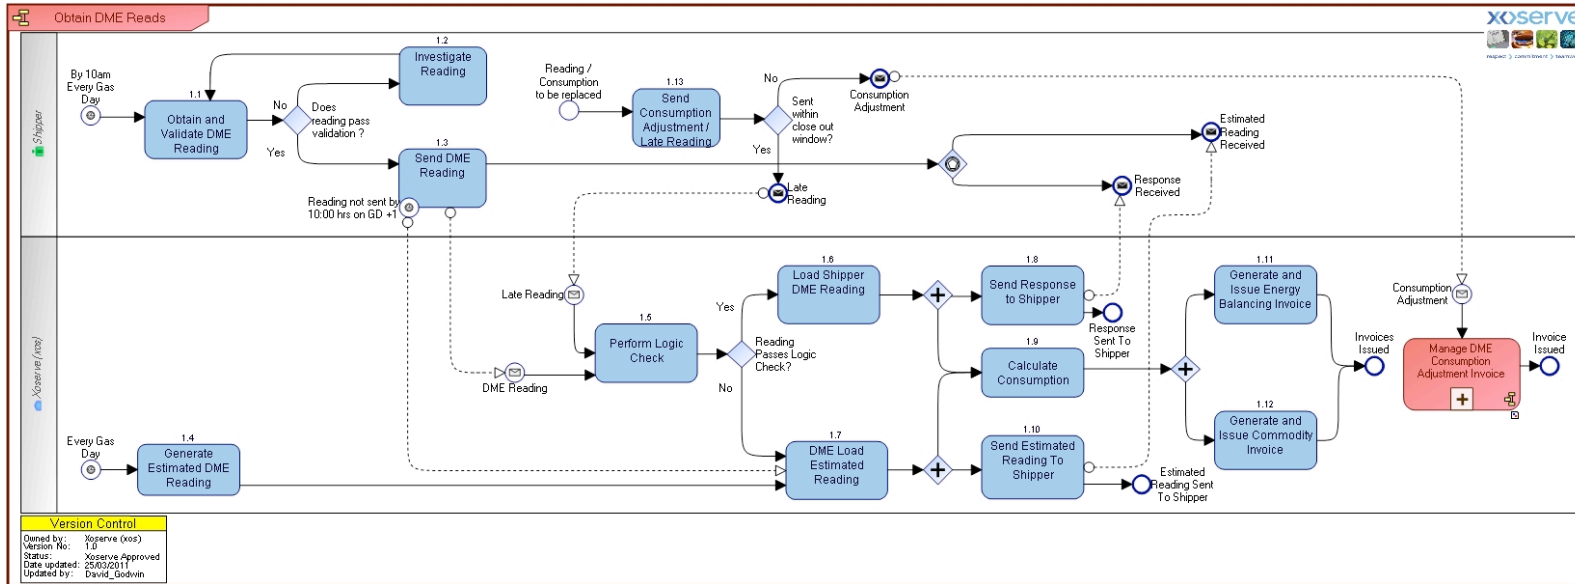 Obtain DME Reads
xoserve
respect > commitment > teamwork
Shipper
By 10am
Every Gas
Day
1.1
Obtain and
Validate DME
Reading
No
Does
reading pass
validation ?
Yes
1.2
Investigate
Reading
1.3
Send DME
Reading
Reading not sent by
10:00 hrs on GD +1
Reading /
Consumption
to be replaced
1.13
Send
Consumption
Adjustment /
Late Reading
No
Sent
within
close out
window?
Yes
Consumption
Adjustment
Late
Reading
Estimated
Reading
Received
Response
Received
Xoserve (xos)
Late Reading
DME Reading
1.5
Perform Logic
Check
Yes
Reading
Passes Logic
Check?
No
1.6
Load Shipper
DME Reading
1.8
Send Response
to Shipper
Response
Sent To
Shipper
1.9
Calculate
Consumption
1.11
Generate and
Issue Energy
Balancing Invoice
1.12
Generate and
Issue Commodity
Invoice
Invoices
Issued
Consumption
Adjustment
Manage DME
Consumption
Adjustment Invoice
Invoice
Issued
Every Gas
Day
1.4
Generate
Estimated DME
Reading
1.7
DME Load
Estimated
Reading
1.10
Send Estimated
Reading To
Shipper
Estimated
Reading Sent
To Shipper
Version Control
Owned by: Xoserve (xos)
Version No: 1.0
Status: Xoserve Approved
Date updated: 25/03/2011
Updated by: David_Godwin